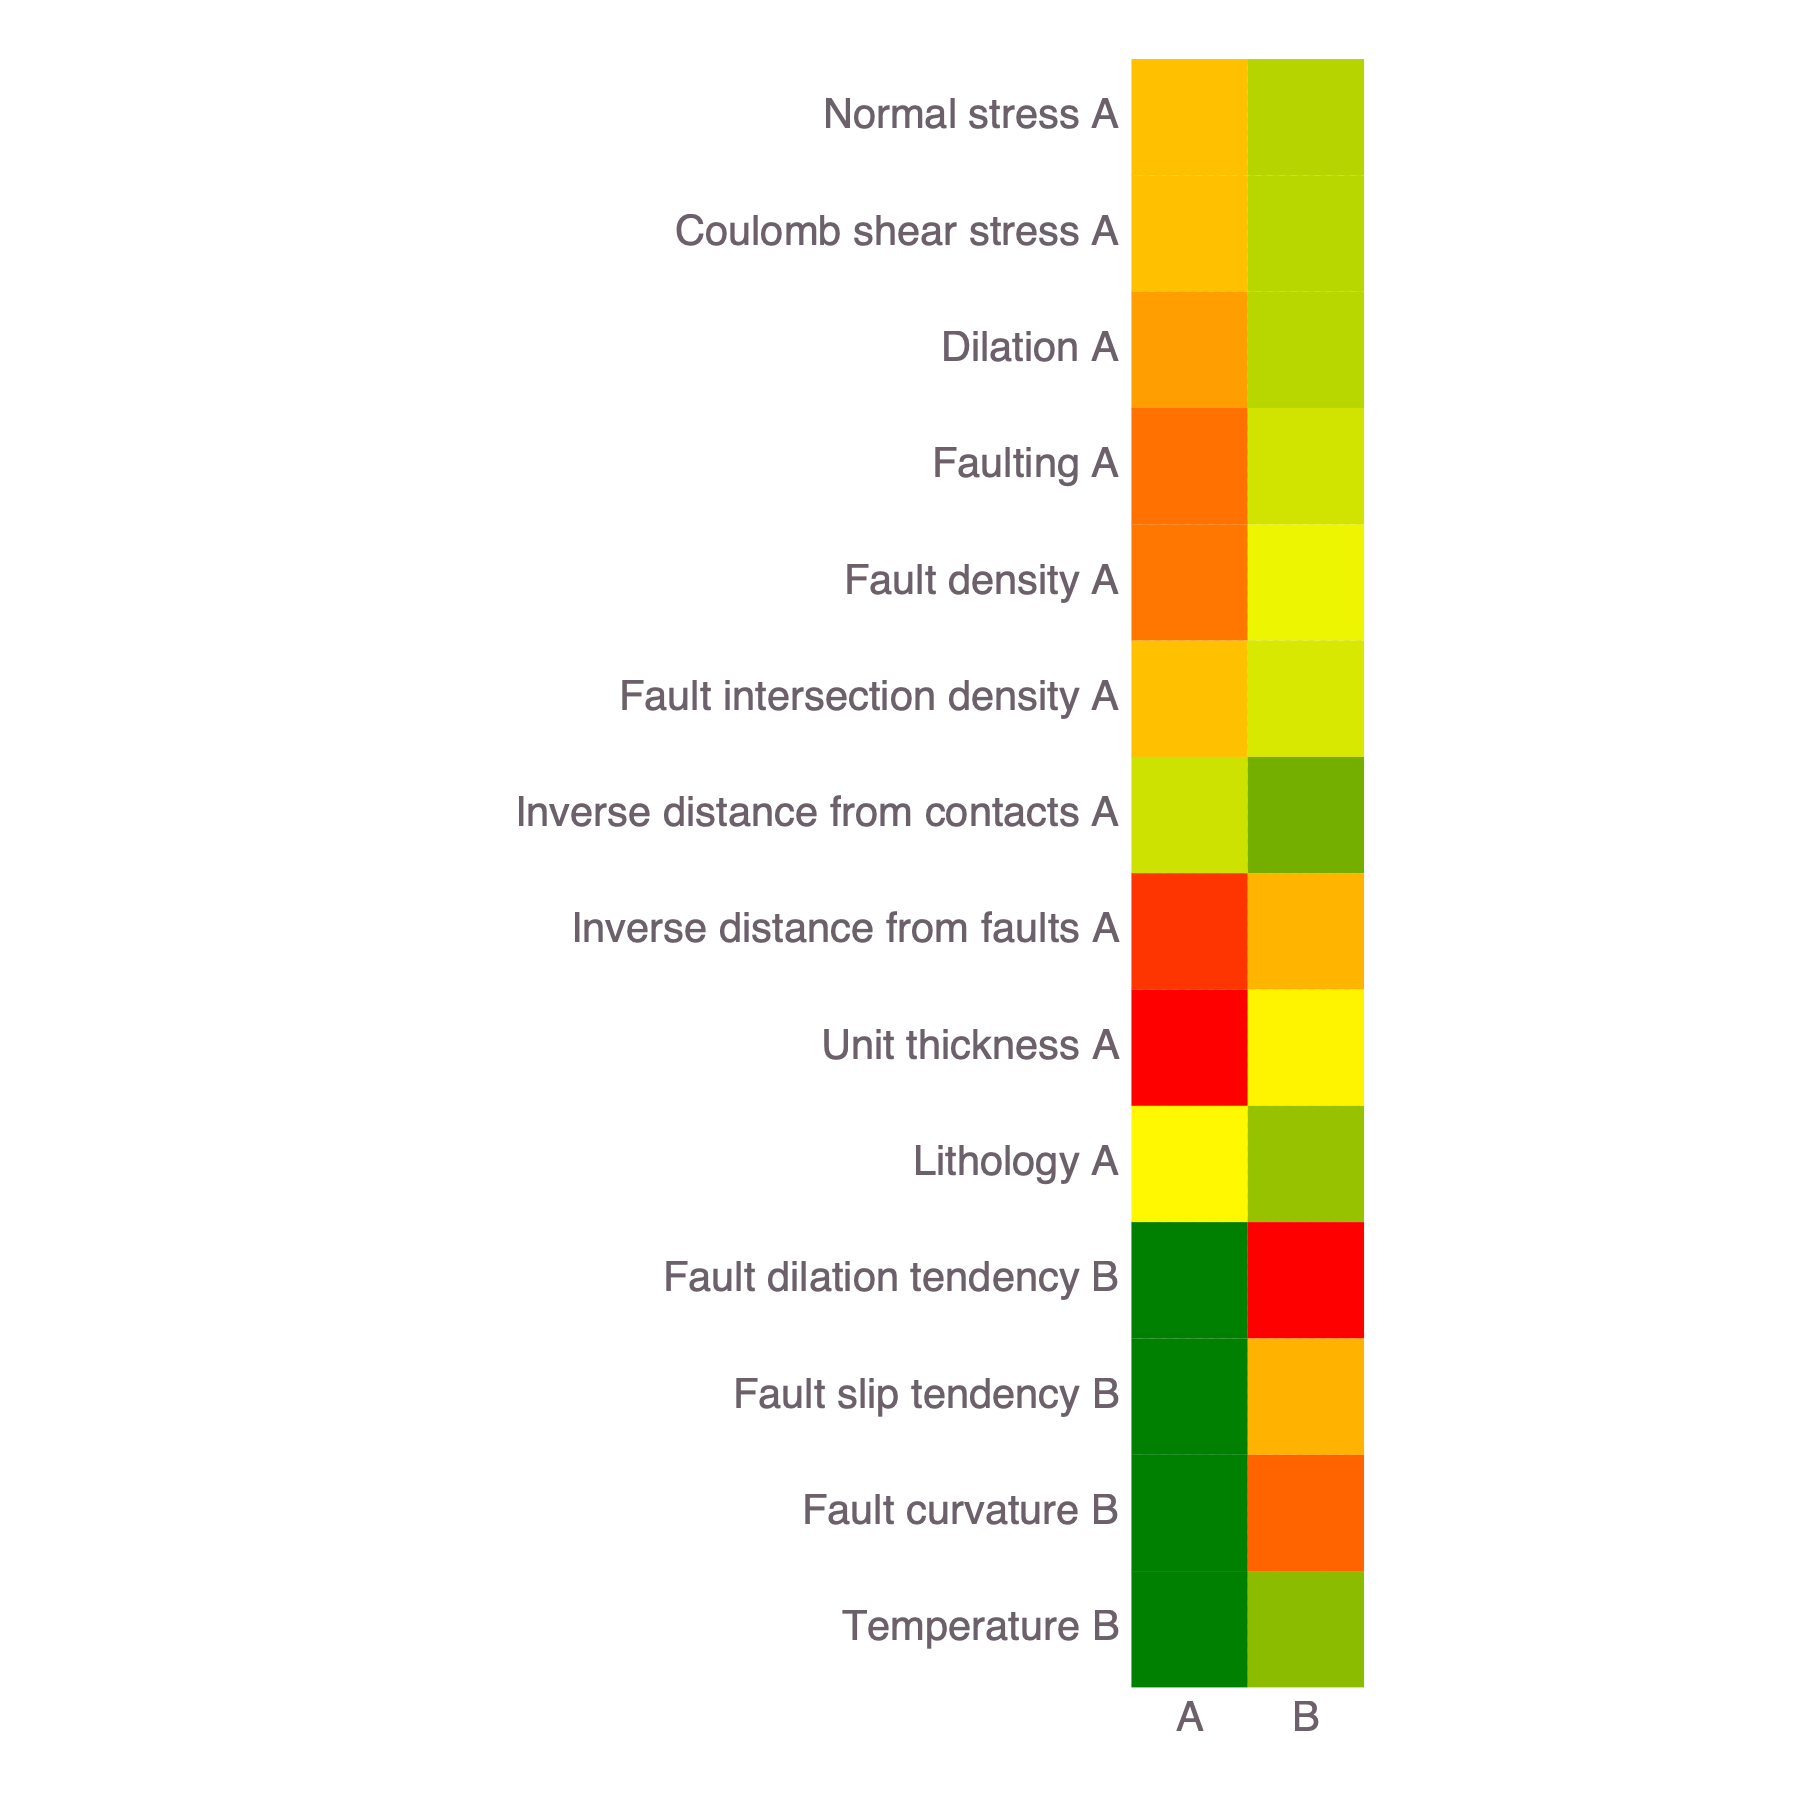 Normal stress A
Coulomb shear stress A
Dilation A
Faulting A
Fault density A
Fault intersection density A
Inverse distance from contacts A
Inverse distance from faults A
Unit thickness A
Lithology A
Fault dilation tendency B
Fault slip tendency B
Fault curvature B
Temperature B
A B